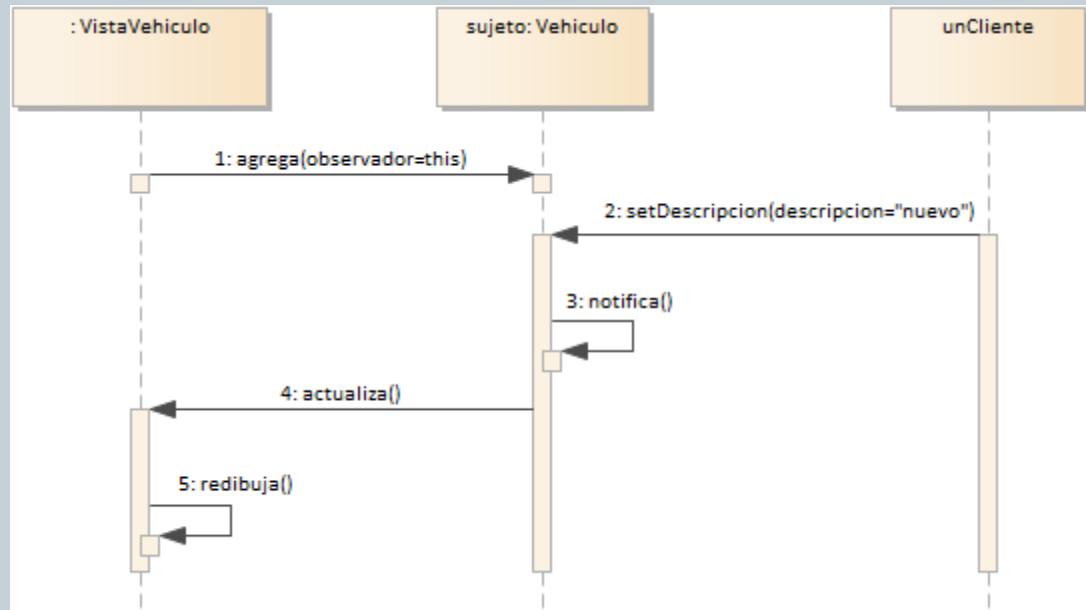 : VistaVehiculo
sujeto: Vehiculo
unCliente
1: agrega(observador=this)
2: setDescripcion(descripcion="nuevo")
3: notifica()
4: actualiza()
5: redibuja()